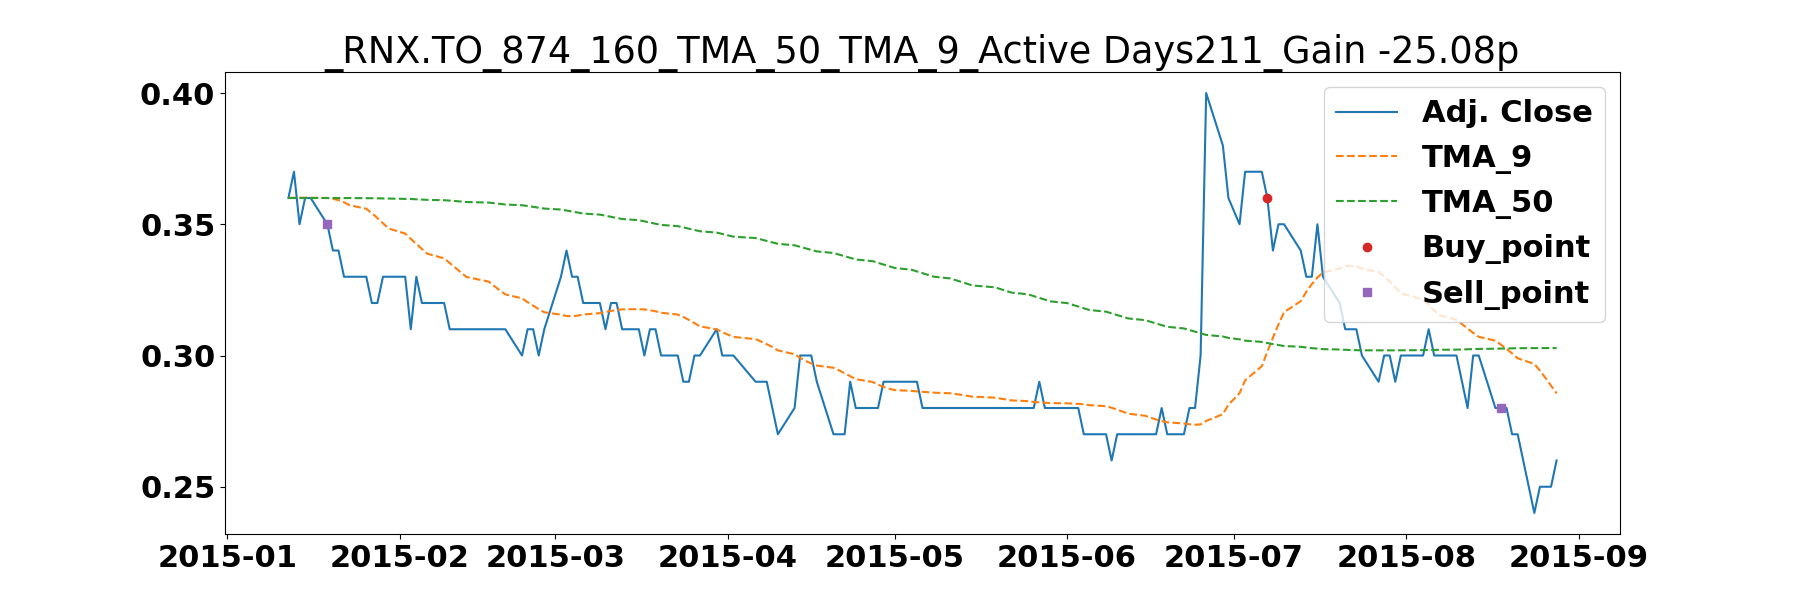 _RNX.TO_874_160_TMA_50_TMA_9_Active Days211_Gain -25.08p
0.40
0.35
0.30
0.25
Adj. Close
TMA_9
TMA_50
Buy_point
Sell_point
2015-01 2015-02 2015-03 2015-04 2015-05 2015-06 2015-07 2015-08 2015-09